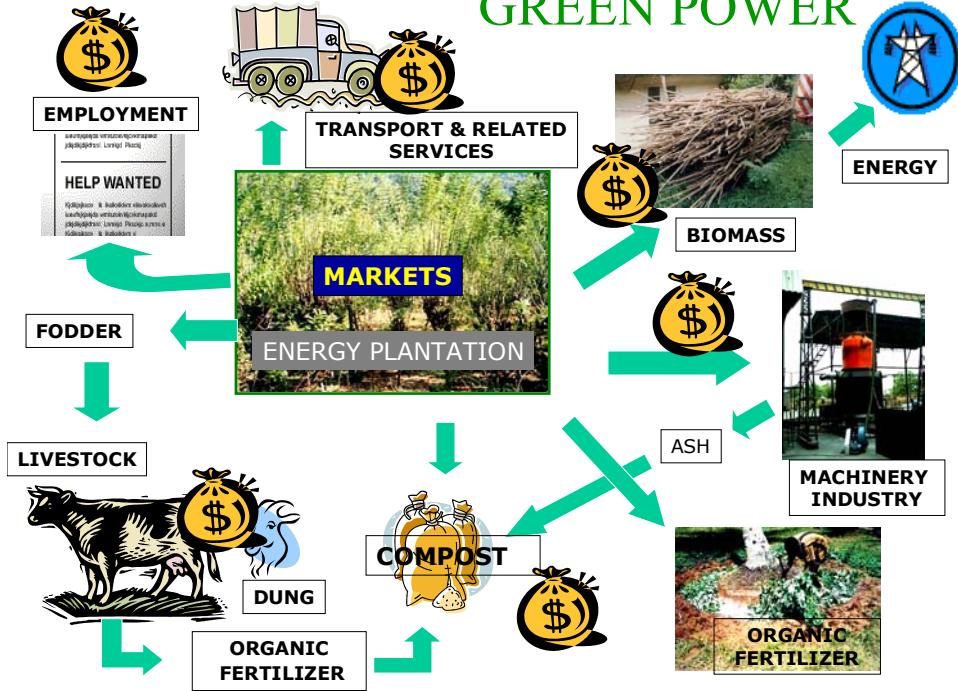 GREEN POWER
$
$
EMPLOYMENT
TRANSPORT & RELATED
SERVICES
HELP WANTED
$
ENERGY
BIOMASS
MARKETS
$
FODDER
ENERGY PLANTATION
ASH
LIVESTOCK
MACHINERY
INDUSTRY
$
COMPOST
DUNG
$
ORGANIC
FERTILIZER
ORGANIC
FERTILIZER